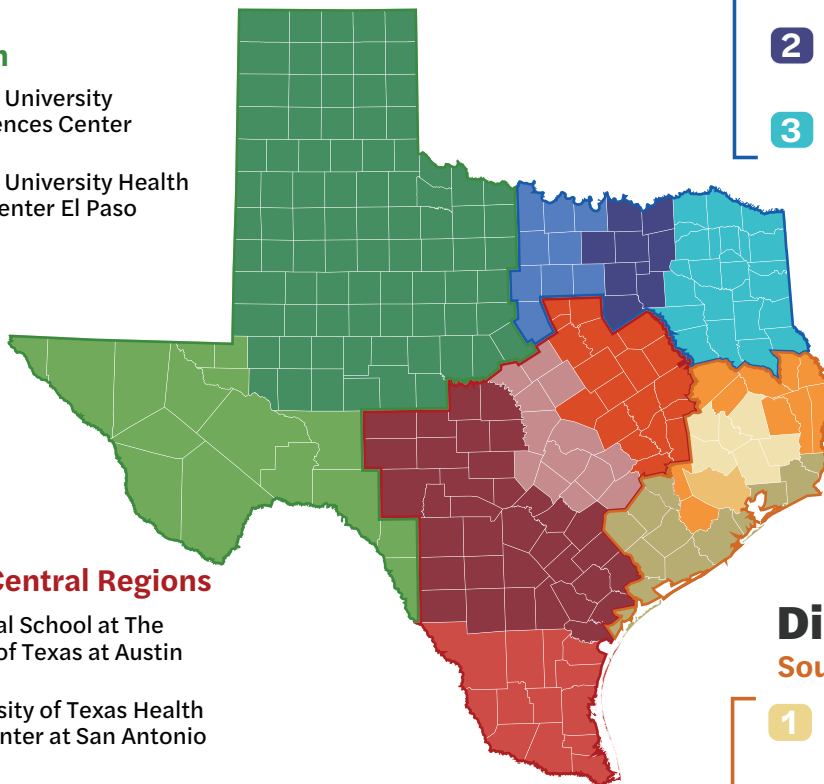 University
ences Center
University Health
enter El Paso
2
3
Central Regions
al School at The
of Texas at Austin
sity of Texas Health
nter at San Antonio
Di
Sou
1